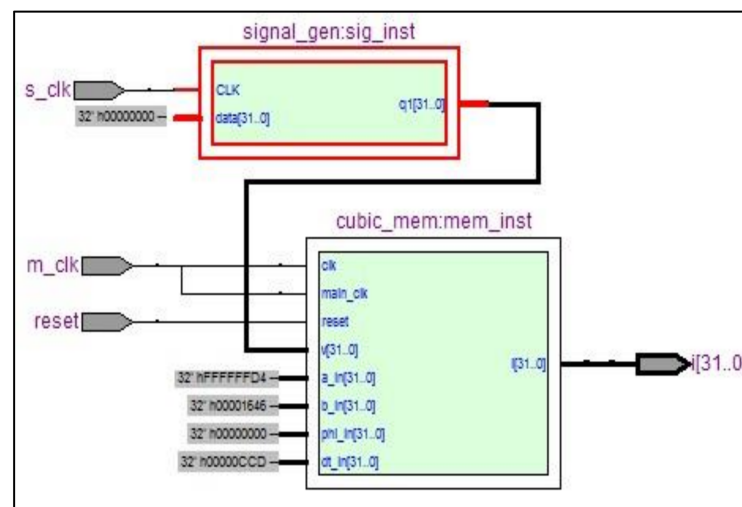 signal_gen:sig_inst
s_clk
CLK
32' h00000000
data[31..0]
q1[31..0]
cubic_mem:mem_inst
m_clk
clk
main_clk
reset
reset
v[31..0]
i[31..0]
i[31..0
32' hFFFFFFD4
a_in[31..0]
32' h00001646
b_in[31..0]
32' h00000000
phi_in[31..0]
32' h00000CCD
dt_in[31..0]